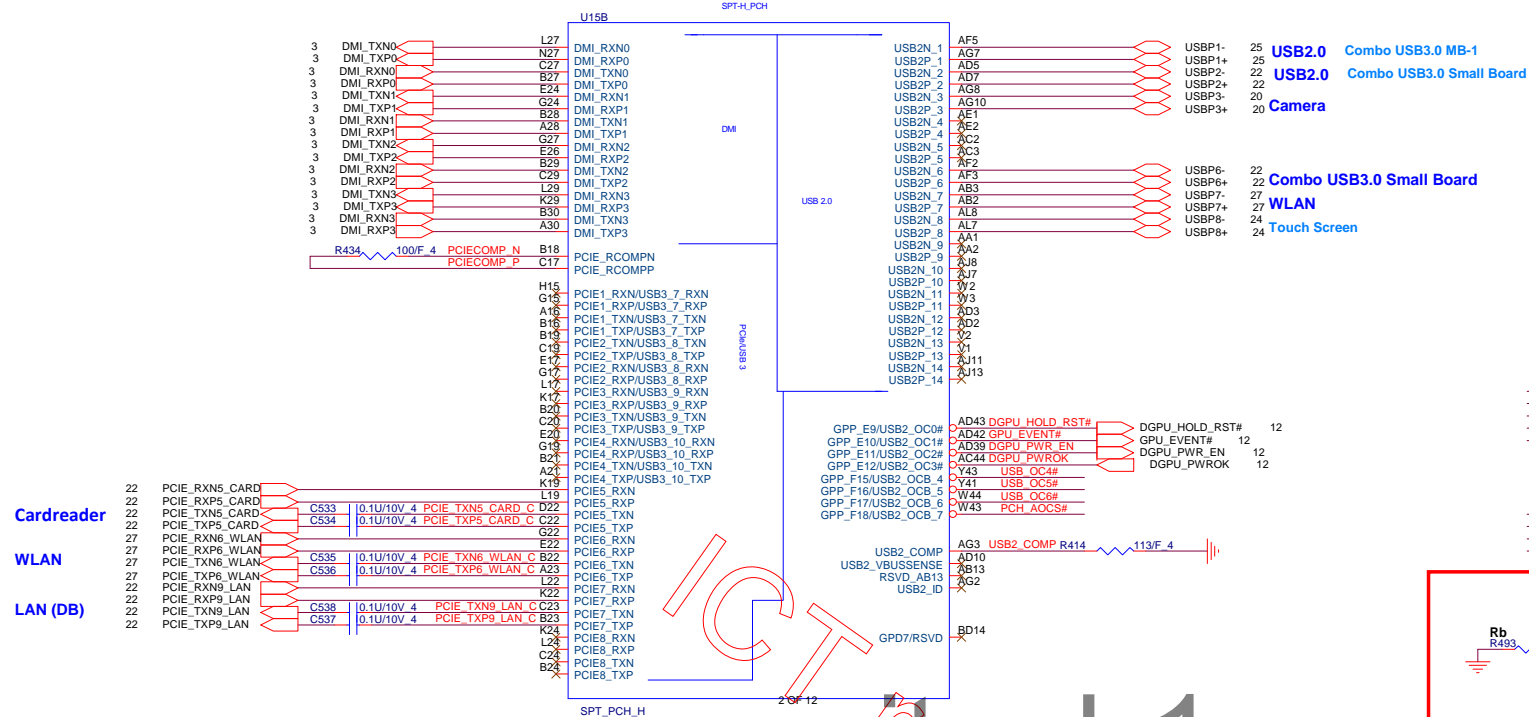 SPT-H_PCH
U15B
3 DMI_TXN0 L27 DMI_RXN0
3 DMI_TXP0 N27 DMI_RXP0
3 DMI_RXN0 C27 DMI_TXN0
3 DMI_RXP0 B27 DMI_TXP0
3 DMI_TXN1 E24 DMI_RXN1
3 DMI_TXP1 G24 DMI_RXP1
3 DMI_RXN1 B28 DMI_TXN1
3 DMI_RXP1 A28 DMI_TXP1
3 DMI_TXN2 G27 DMI_RXN2
3 DMI_TXP2 E26 DMI_RXP2
3 DMI_RXN2 B29 DMI_TXN2
3 DMI_RXP2 C29 DMI_TXP2
3 DMI_TXN3 L29 DMI_RXN3
3 DMI_TXP3 K29 DMI_RXP3
3 DMI_RXN3 B30 DMI_TXN3
3 DMI_RXP3 A30 DMI_TXP3
R434 100/F_4 PCIECOMP_N B18 PCIE_RCOMPN
PCIECOMP_P C17 PCIE_RCOMPP
H15 PCIE1_RXN/USB3_7_RXN
G15 PCIE1_RXP/USB3_7_RXP
A16 PCIE1_TXN/USB3_7_TXN
B16 PCIE1_TXP/USB3_7_TXP
B19 PCIE2_TXN/USB3_8_TXN
C19 PCIE2_TXP/USB3_8_TXP
E17 PCIE2_RXN/USB3_8_RXN
G17 PCIE2_RXP/USB3_8_RXP
L17 PCIE3_RXN/USB3_9_RXN
K17 PCIE3_RXP/USB3_9_RXP
B20 PCIE3_TXN/USB3_9_TXN
C20 PCIE3_TXP/USB3_9_TXP
E20 PCIE4_RXN/USB3_10_RXN
G19 PCIE4_RXP/USB3_10_RXP
B21 PCIE4_TXN/USB3_10_TXN
A21 PCIE4_TXP/USB3_10_TXP
22 PCIE_RXN5_CARD K19 PCIE5_RXN
22 PCIE_RXP5_CARD L19 PCIE5_RXP
Cardreader
22 PCIE_TXN5_CARD C533 0.1U/10V_4 PCIE_TXN5_CARD_C D22 PCIE5_TXN
22 PCIE_TXP5_CARD C534 0.1U/10V_4 PCIE_TXP5_CARD_C C22 PCIE5_TXP
27 PCIE_RXN6_WLAN G22 PCIE6_RXN
27 PCIE_RXP6_WLAN E22 PCIE6_RXP
WLAN
27 PCIE_TXN6_WLAN C535 0.1U/10V_4 PCIE_TXN6_WLAN_C B22 PCIE6_TXN
27 PCIE_TXP6_WLAN C536 0.1U/10V_4 PCIE_TXP6_WLAN_C A23 PCIE6_TXP
22 PCIE_RXN9_LAN L22 PCIE7_RXN
22 PCIE_RXP9_LAN K22 PCIE7_RXP
LAN (DB)
22 PCIE_TXN9_LAN C538 0.1U/10V_4 PCIE_TXN9_LAN_C C23 PCIE7_TXN
22 PCIE_TXP9_LAN C537 0.1U/10V_4 PCIE_TXP9_LAN_C B23 PCIE7_TXP
K24 PCIE8_RXN
L24 PCIE8_RXP
C24 PCIE8_TXN
B24 PCIE8_TXP
DMI
USB 2.0
PCIe/USB 3
USB2N_1 AF5 USBP1- 25 USB2.0 Combo USB3.0 MB-1
USB2P_1 AG7 USBP1+ 25
USB2N_2 AD5 USBP2- 22 USB2.0 Combo USB3.0 Small Board
USB2P_2 AD7 USBP2+ 22
USB2N_3 AG8 USBP3- 20
USB2P_3 AG10 USBP3+ 20 Camera
USB2N_4 AE1
USB2P_4 AE2
USB2N_5 AC2
USB2P_5 AC3
USB2N_6 AF2 USBP6- 22
USB2P_6 AF3 USBP6+ 22 Combo USB3.0 Small Board
USB2N_7 AB3 USBP7- 27
USB2P_7 AB2 USBP7+ 27 WLAN
USB2N_8 AL8 USBP8- 24
USB2P_8 AL7 USBP8+ 24 Touch Screen
USB2N_9 AA1
USB2P_9 AA2
USB2N_10 AJ8
USB2P_10 AJ7
USB2N_11 W2
USB2P_11 W3
USB2N_12 AD3
USB2P_12 AD2
USB2N_13 V2
USB2P_13 V1
USB2N_14 AJ11
USB2P_14 AJ13
GPP_E9/USB2_OC0# AD43 DGPU_HOLD_RST# DGPU_HOLD_RST# 12
GPP_E10/USB2_OC1# AD42 GPU_EVENT# GPU_EVENT# 12
GPP_E11/USB2_OC2# AD39 DGPU_PWR_EN DGPU_PWR_EN 12
GPP_E12/USB2_OC3# AC44 DGPU_PWROK DGPU_PWROK 12
GPP_F15/USB2_OCB_4 Y43 USB_OC4#
GPP_F16/USB2_OCB_5 Y41 USB_OC5#
GPP_F17/USB2_OCB_6 W44 USB_OC6#
GPP_F18/USB2_OCB_7 W43 PCH_AOCS#
USB2_COMP AG3 USB2_COMP R414 113/F_4
USB2_VBUSSENSE AD10
RSVD_AB13 AB13
USB2_ID AG2
GPD7/RSVD BD14
Rb
R493
ICT
2 OF 12
SPT_PCH_H